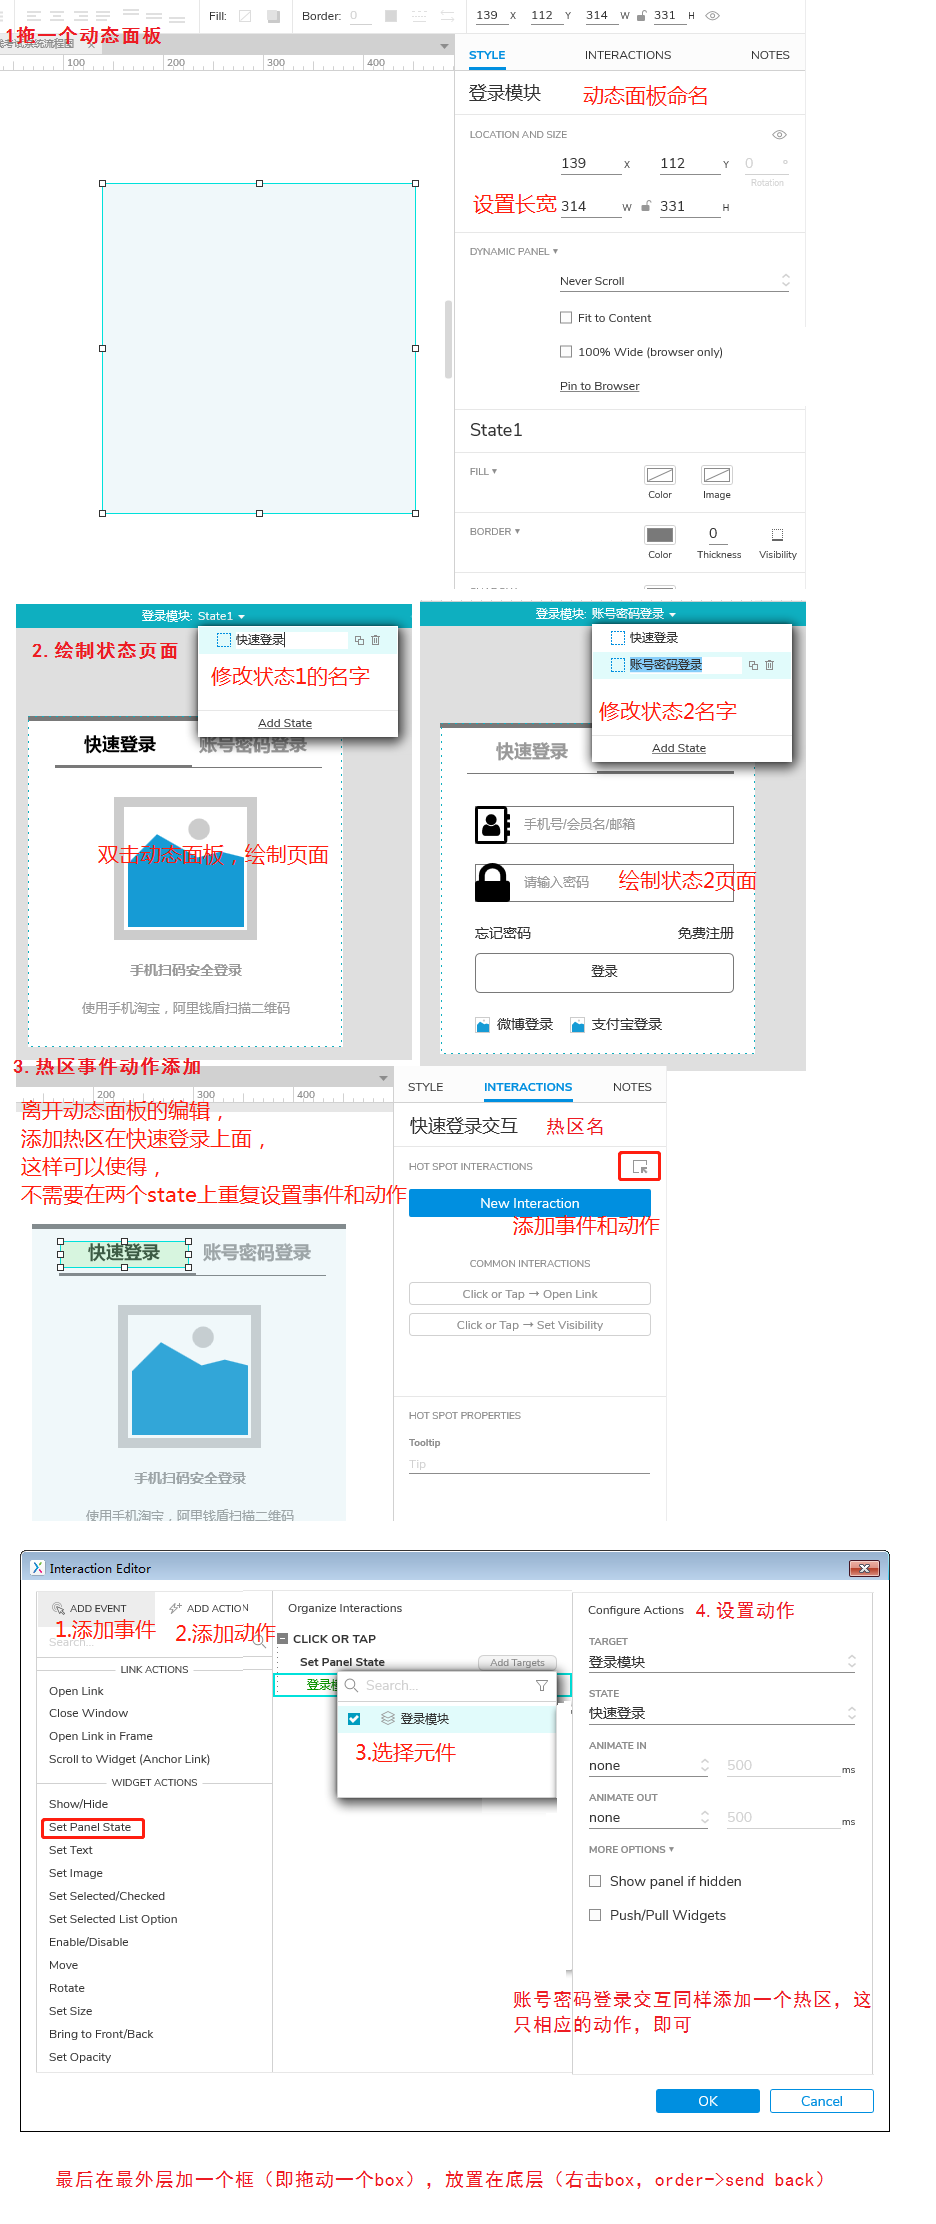 Fill:
Border: 0
139 X 112 Y 314 W 331 H
1拖一个动态面板
100 200 300 400
STYLE INTERACTIONS NOTES
登录模块 动态面板命名
LOCATION AND SIZE
139 X 112 Y 0 °
Rotation
设置长宽 314 W 331 H
DYNAMIC PANEL ▾
Never Scroll
Fit to Content
100% Wide (browser only)
Pin to Browser
State1
FILL ▾
Color Image
BORDER ▾
0
Color Thickness Visibility
登录模块: State1
快速登录
2. 绘制状态页面
修改状态1的名字
Add State
快速登录 账号密码登录
双击动态面板，绘制页面
手机扫码安全登录
使用手机淘宝，阿里钱盾扫描二维码
登录模块: 账号密码登录
快速登录
账号密码登录
修改状态2名字
Add State
快速登录
手机号/会员名/邮箱
请输入密码 绘制状态2页面
忘记密码 免费注册
登录
微博登录 支付宝登录
3. 热区事件动作添加
200 300 400
离开动态面板的编辑，
添加热区在快速登录上面，
这样可以使得，
不需要在两个state上重复设置事件和动作
快速登录 账号密码登录
手机扫码安全登录
使用手机淘宝，阿里钱盾扫描二维码
STYLE INTERACTIONS NOTES
快速登录交互 热区名
HOT SPOT INTERACTIONS
New Interaction
添加事件和动作
COMMON INTERACTIONS
Click or Tap → Open Link
Click or Tap → Set Visibility
HOT SPOT PROPERTIES
Tooltip
Tip
Interaction Editor
ADD EVENT ADD ACTION
1.添加事件 2.添加动作
Search...
LINK ACTIONS
Open Link
Close Window
Open Link in Frame
Scroll to Widget (Anchor Link)
WIDGET ACTIONS
Show/Hide
Set Panel State
Set Text
Set Image
Set Selected/Checked
Set Selected List Option
Enable/Disable
Move
Rotate
Set Size
Bring to Front/Back
Set Opacity
Organize Interactions
CLICK OR TAP
Set Panel State Add Targets
登录
Search...
登录模块
3.选择元件
Configure Actions 4. 设置动作
TARGET
登录模块
STATE
快速登录
ANIMATE IN
none 500 ms
ANIMATE OUT
none 500 ms
MORE OPTIONS ▾
Show panel if hidden
Push/Pull Widgets
账号密码登录交互同样添加一个热区，这
只相应的动作，即可
OK Cancel
最后在最外层加一个框（即拖动一个box），放置在底层（右击box，order->send back）